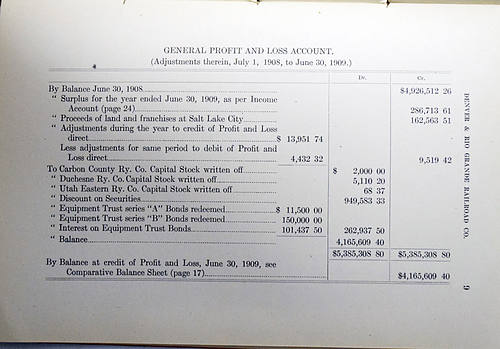 GENERAL PROFIT AND LOSS ACCOUNT.
(Adjustments therein, July 1, 1908, to June 30, 1909.)
Dr. Cr.
By Balance June 30, 1908 $4,926,512 26
" Surplus for the year ended June 30, 1909, as per Income
Account (page 24) 286,713 61
" Proceeds of land and franchises at Salt Lake City 162,563 51
" Adjustments during the year to credit of Profit and Loss
direct $ 13,951 74
Less adjustments for same period to debit of Profit and
Loss direct 4,432 32 9,519 42
To Carbon County Ry. Co. Capital Stock written off $ 2,000 00
" Duchesne Ry. Co. Capital Stock written off 5,110 20
" Utah Eastern Ry. Co. Capital Stock written off 68 37
" Discount on Securities 949,583 33
" Equipment Trust series "A" Bonds redeemed $ 11,500 00
" Equipment Trust series "B" Bonds redeemed 150,000 00
" Interest on Equipment Trust Bonds 101,437 50 262,937 50
" Balance 4,165,609 40
$5,385,308 80 $5,385,308 80
By Balance at credit of Profit and Loss, June 30, 1909, see
Comparative Balance Sheet (page 17) $4,165,609 40
DENVER & RIO GRANDE RAILROAD CO.
9